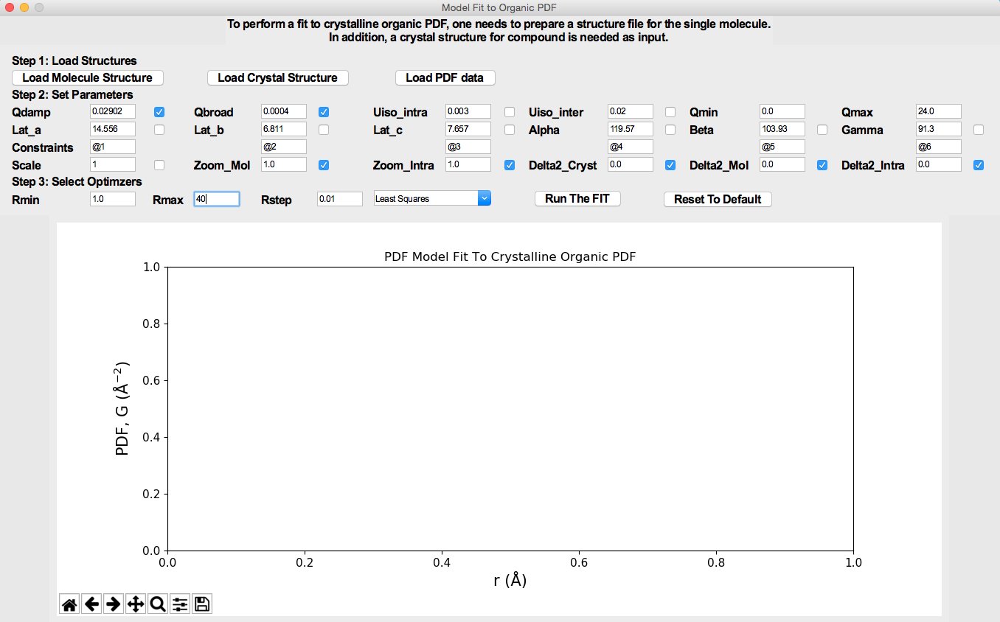 Model Fit to Organic PDF
To perform a fit to crystalline organic PDF, one needs to prepare a structure file for the single molecule.
In addition, a crystal structure for compound is needed as input.
Step 1: Load Structures
Load Molecule Structure Load Crystal Structure Load PDF data
Step 2: Set Parameters
Qdamp 0.02902 Qbroad 0.0004 Uiso_intra 0.003 Uiso_inter 0.02 Qmin 0.0 Qmax 24.0
Lat_a 14.556 Lat_b 6.811 Lat_c 7.657 Alpha 119.57 Beta 103.93 Gamma 91.3
Constraints @1 @2 @3 @4 @5 @6
Scale 1 Zoom_Mol 1.0 Zoom_Intra 1.0 Delta2_Cryst 0.0 Delta2_Mol 0.0 Delta2_Intra 0.0
Step 3: Select Optimzers
Rmin 1.0 Rmax 40 Rstep 0.01 Least Squares Run The FIT Reset To Default
PDF Model Fit To Crystalline Organic PDF
1.0
0.8
0.6
0.4
0.2
0.0
PDF, G (Å⁻²)
0.0 0.2 0.4 0.6 0.8 1.0
r (Å)